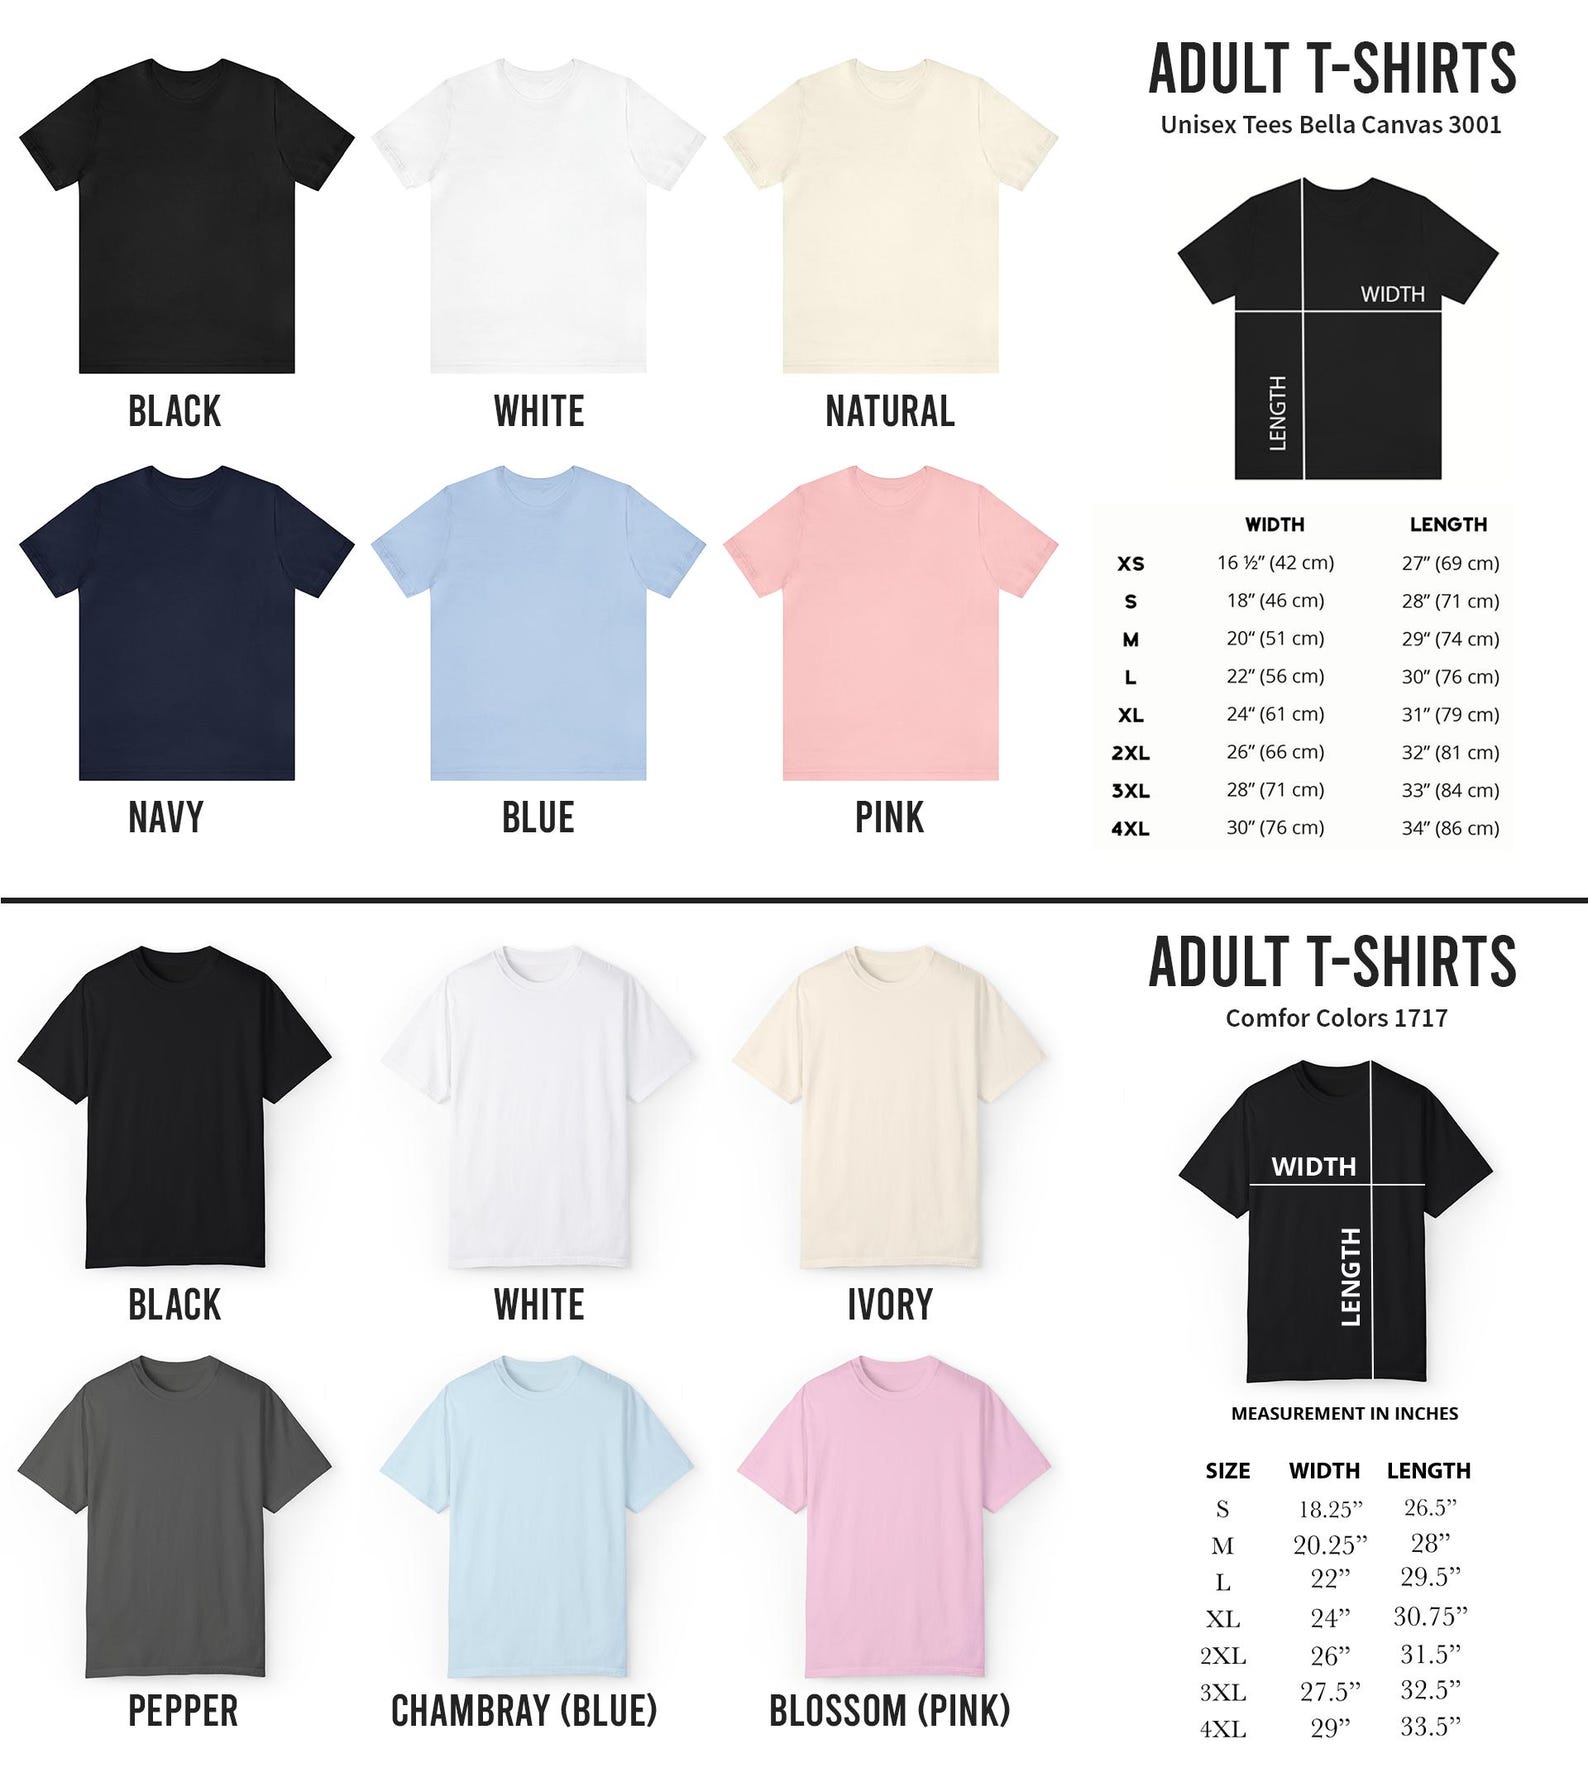 ADULT T-SHIRTS
Unisex Tees Bella Canvas 3001
BLACK
WHITE
NATURAL
NAVY
BLUE
PINK
WIDTH
LENGTH
WIDTH LENGTH
XS 16 ½” (42 cm) 27” (69 cm)
S 18” (46 cm) 28” (71 cm)
M 20” (51 cm) 29” (74 cm)
L 22” (56 cm) 30” (76 cm)
XL 24” (61 cm) 31” (79 cm)
2XL 26” (66 cm) 32” (81 cm)
3XL 28” (71 cm) 33” (84 cm)
4XL 30” (76 cm) 34” (86 cm)
ADULT T-SHIRTS
Comfor Colors 1717
BLACK
WHITE
IVORY
PEPPER
CHAMBRAY (BLUE)
BLOSSOM (PINK)
WIDTH
LENGTH
MEASUREMENT IN INCHES
SIZE WIDTH LENGTH
S 18.25” 26.5”
M 20.25” 28”
L 22” 29.5”
XL 24” 30.75”
2XL 26” 31.5”
3XL 27.5” 32.5”
4XL 29” 33.5”